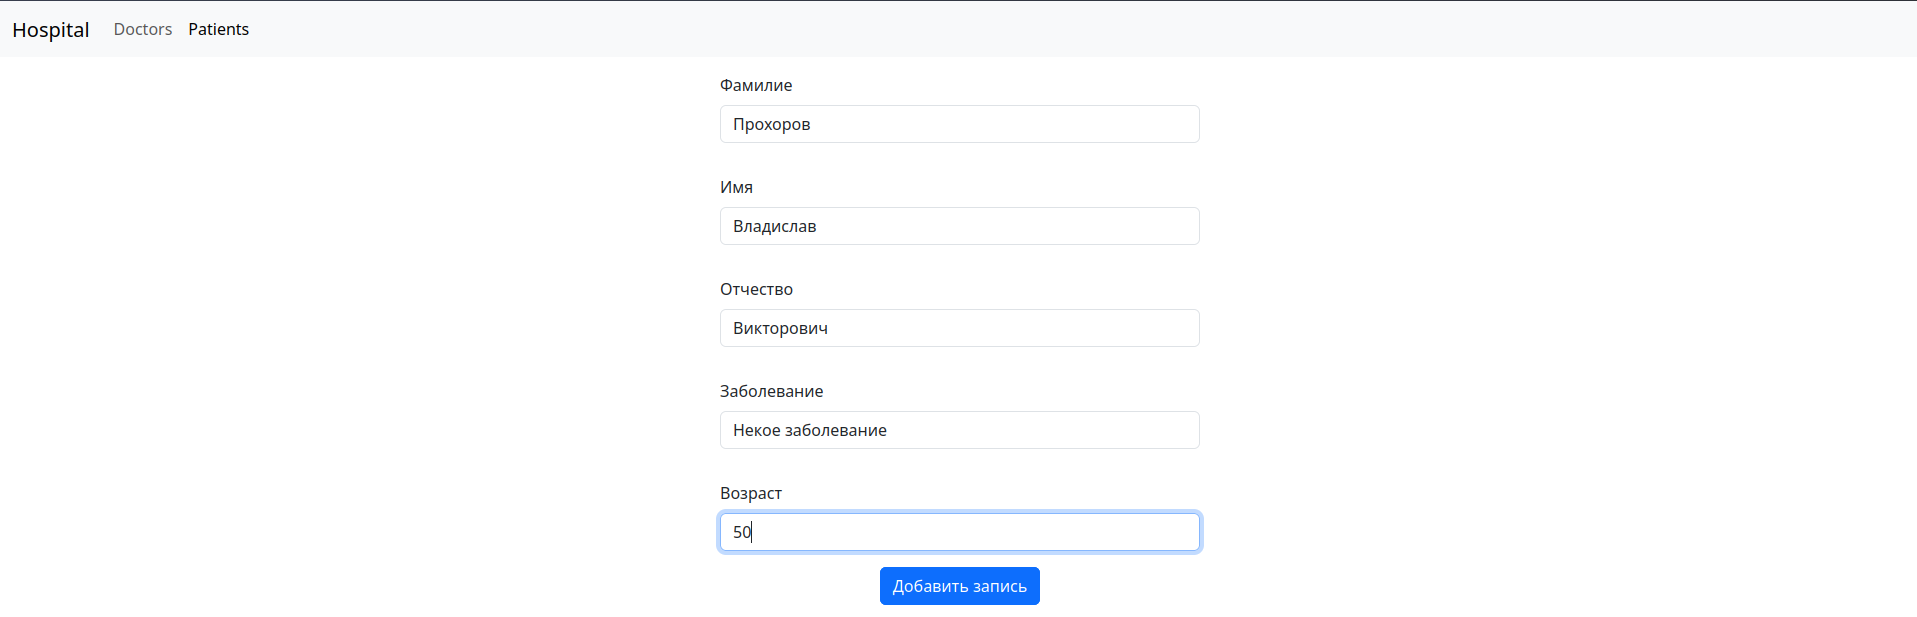 Hospital Doctors Patients
Фамилие
Прохоров
Имя
Владислав
Отчество
Викторович
Заболевание
Некое заболевание
Возраст
50
Добавить запись